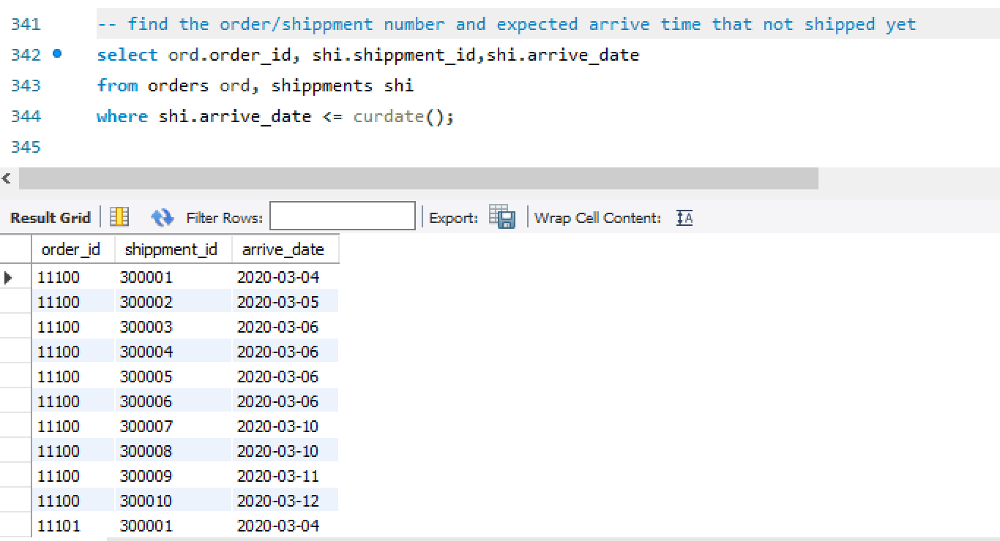 341 -- find the order/shippment number and expected arrive time that not shipped yet
342 select ord.order_id, shi.shippment_id,shi.arrive_date
343 from orders ord, shippments shi
344 where shi.arrive_date <= curdate();
345
Result Grid Filter Rows: Export: Wrap Cell Content: IA
order_id shippment_id arrive_date
11100 300001 2020-03-04
11100 300002 2020-03-05
11100 300003 2020-03-06
11100 300004 2020-03-06
11100 300005 2020-03-06
11100 300006 2020-03-06
11100 300007 2020-03-10
11100 300008 2020-03-10
11100 300009 2020-03-11
11100 300010 2020-03-12
11101 300001 2020-03-04